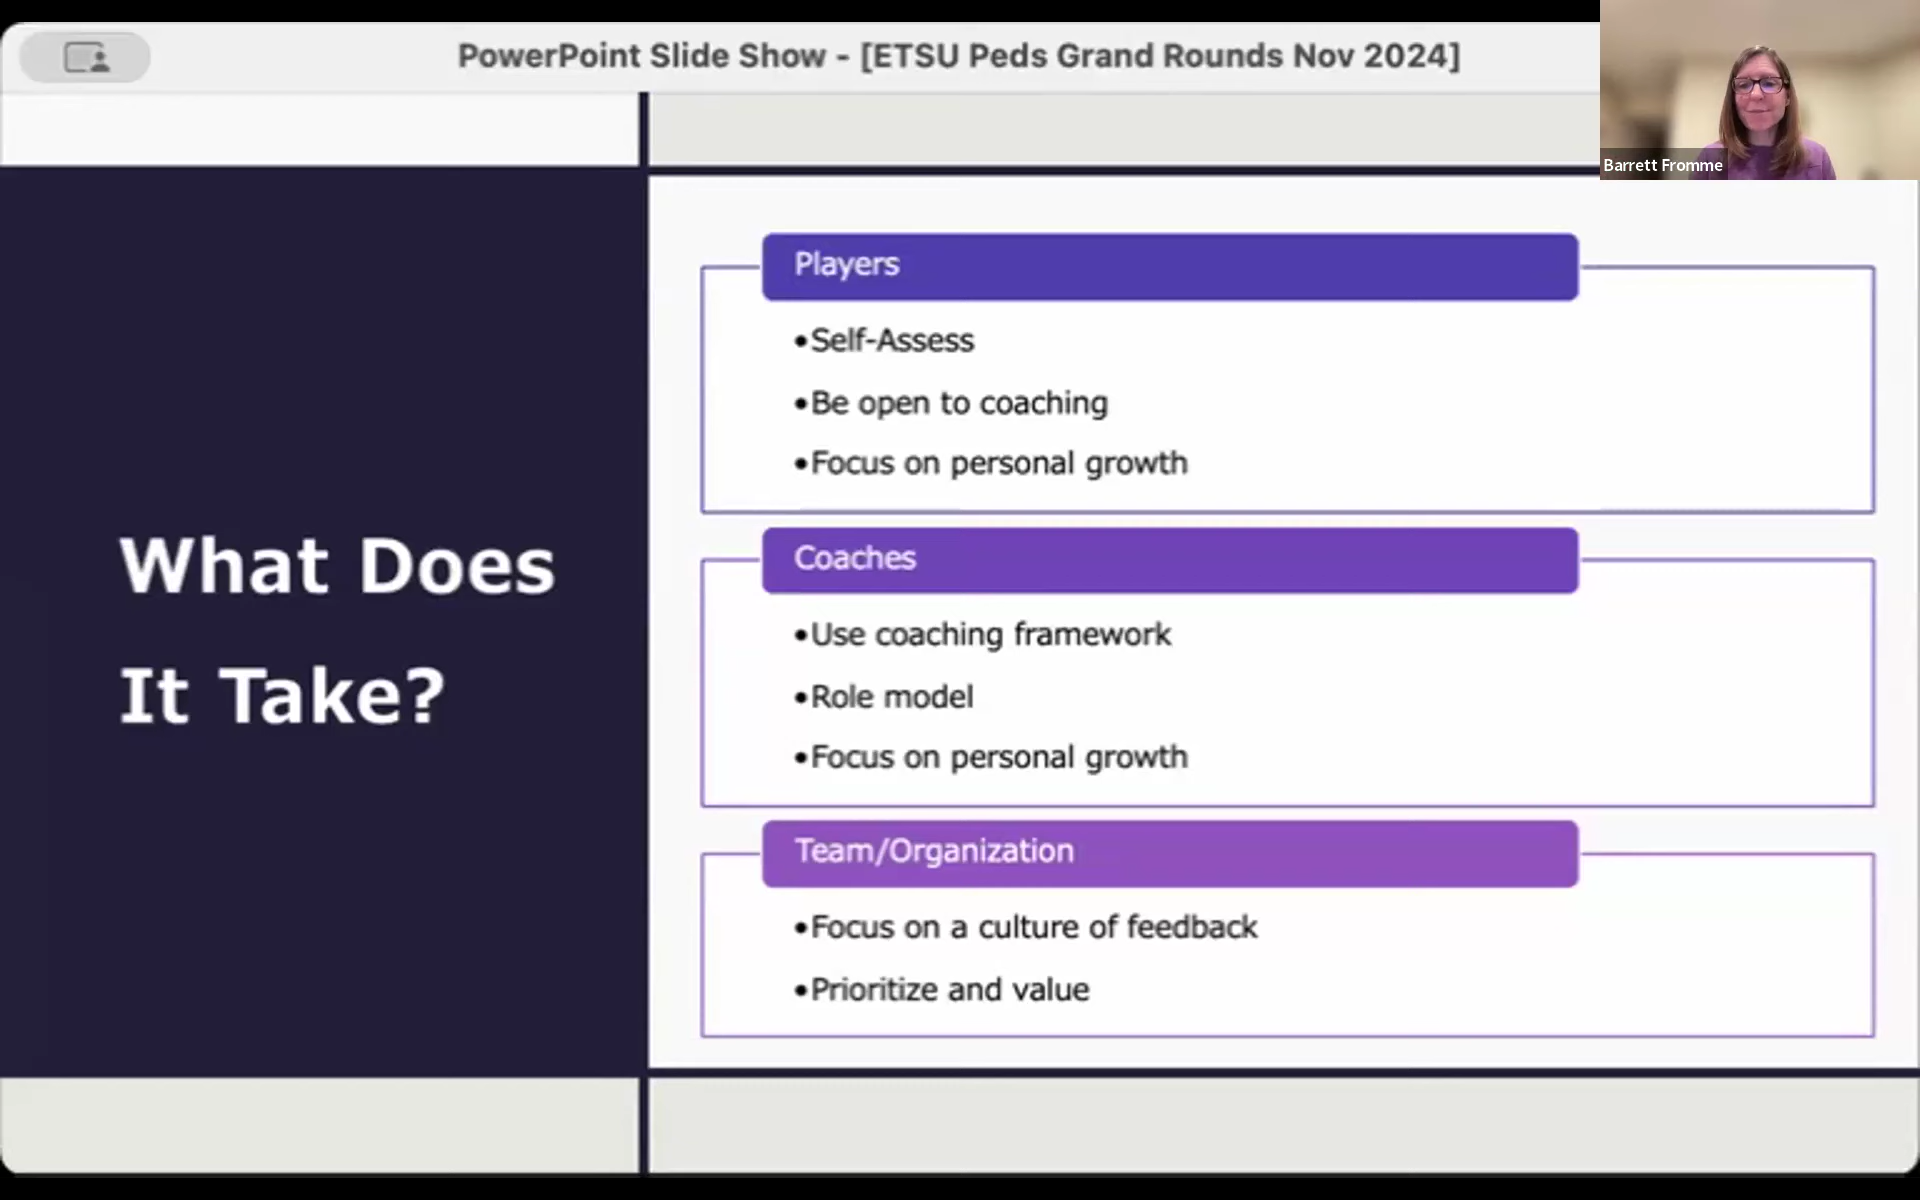 PowerPoint Slide Show - [ETSU Peds Grand Rounds Nov 2024]
Barrett Fromme
What Does
It Take?
Players
•Self-Assess
•Be open to coaching
•Focus on personal growth
Coaches
•Use coaching framework
•Role model
•Focus on personal growth
Team/Organization
•Focus on a culture of feedback
•Prioritize and value